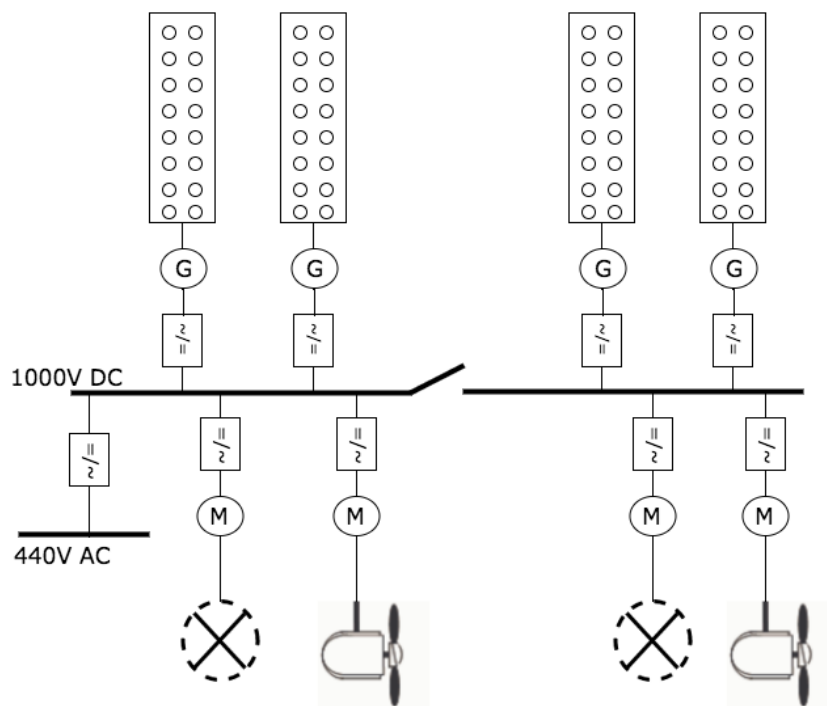 G
G
G
G
~/=
~/=
~/=
~/=
1000V DC
=/~
=/~
=/~
=/~
=/~
M
M
M
M
440V AC